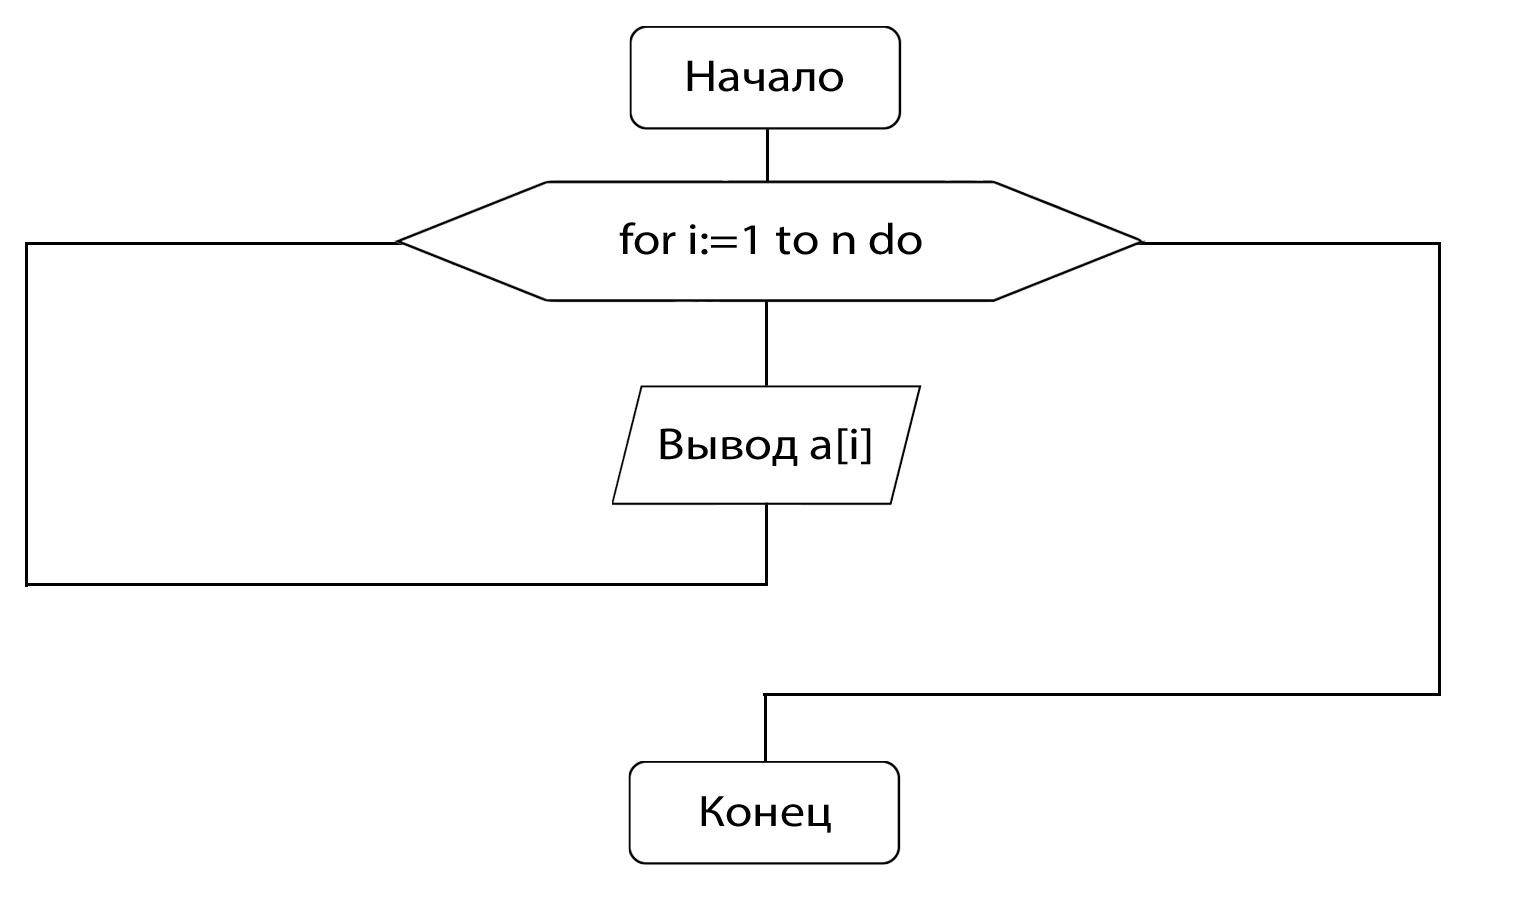 Начало
for i:=1 to n do
Вывод a[i]
Конец